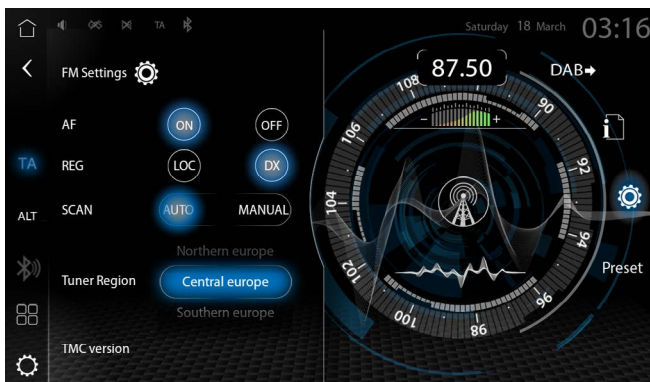 TA
Saturday 18 March 03:16
FM Settings
AF ON OFF
REG LOC DX
SCAN AUTO MANUAL
Tuner Region
Northern europe
Central europe
Southern europe
TMC version
TA
ALT
87.50
DAB
108
90
106
92
104
94
102
96
100
98
- +
i
Preset